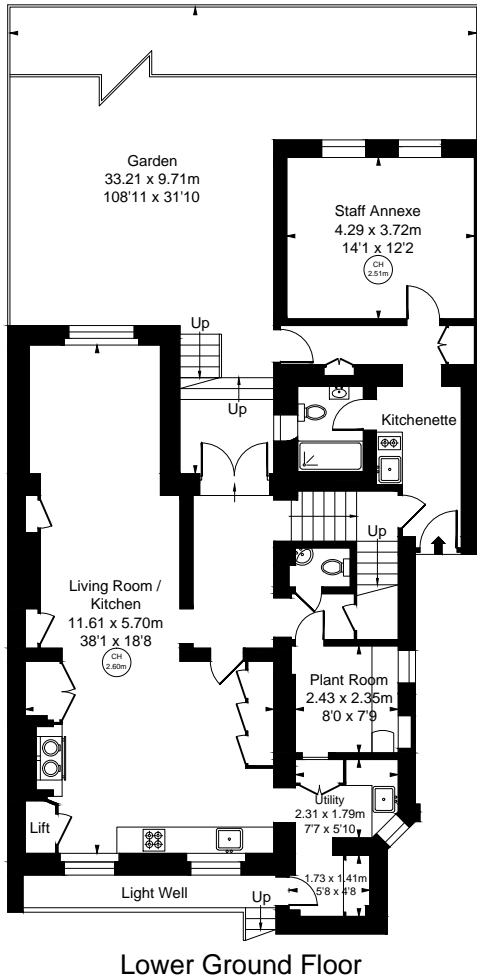 Garden
33.21 x 9.71m
108'11 x 31'10
Staff Annexe
4.29 x 3.72m
14'1 x 12'2
CH
2.51m
Up
Up
Kitchenette
Up
Living Room /
Kitchen
11.61 x 5.70m
38'1 x 18'8
CH
2.60m
Plant Room
2.43 x 2.35m
8'0 x 7'9
Utility
2.31 x 1.79m
7'7 x 5'10
Lift
1.73 x 1.41m
5'8 x 4'8
Light Well
Up
Lower Ground Floor